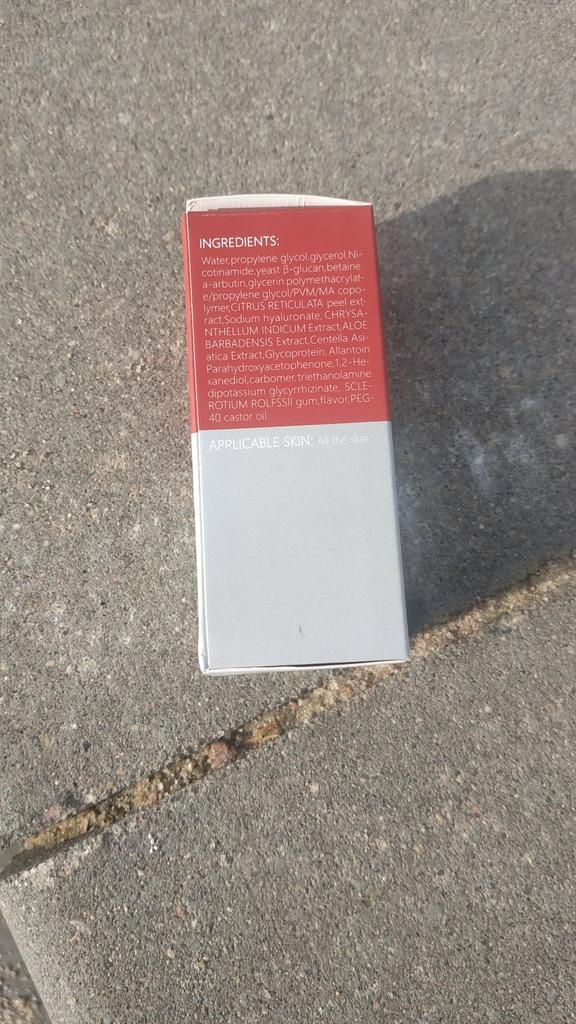 INGREDIENTS:
Water,propylene glycol,glycerol,Ni-
cotinamide,yeast β-glucan,betaine,
a-arbutin,glycerin polymethacrylat-
e/propylene glycol/PVM/MA copo-
lymer,CITRUS RETICULATA peel ext-
ract,Sodium hyaluronate, CHRYSA-
NTHELLUM INDICUM Extract,ALOE
BARBADENSIS Extract,Centella Asi-
atica Extract,Glycoprotein, Allantoin
Parahydroxyacetophenone,1,2-He-
xanediol,carbomer, triethanolamine
dipotassium glycyrrhizinate, SCLE-
ROTIUM ROLFSSII gum,flavor,PEG-
40 castor oil.
APPLICABLE SKIN: All the skin